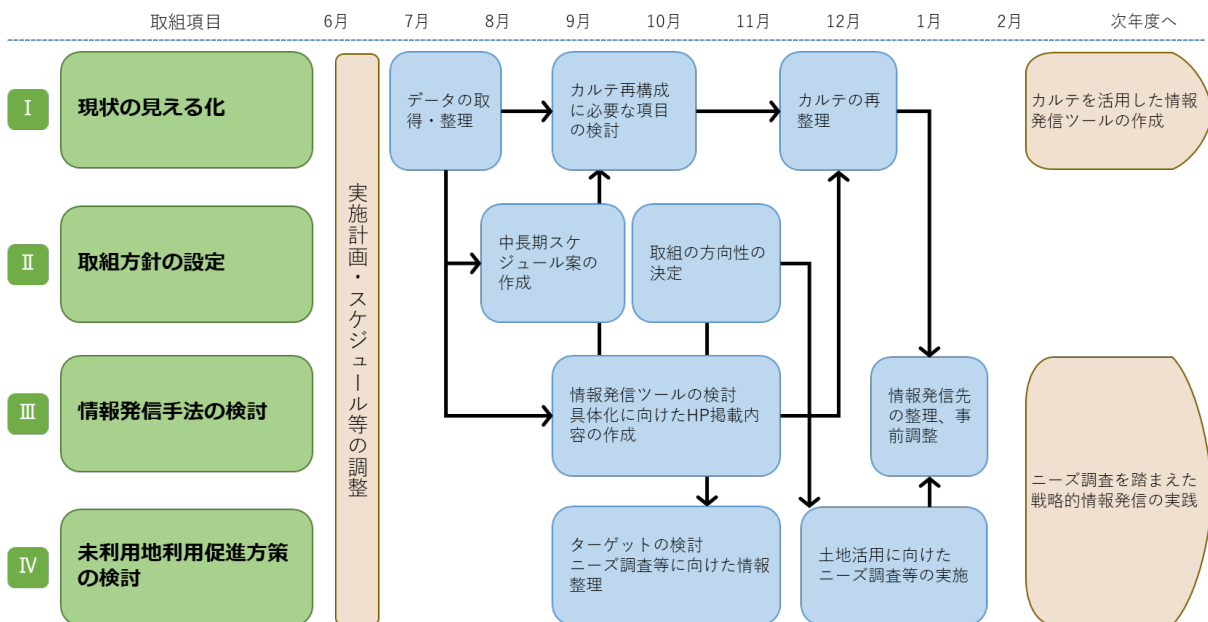 取組項目
6月
7月
8月
9月
10月
11月
12月
1月
2月
次年度へ
Ⅰ
現状の見える化
実施計画・スケジュール等の調整
データの取
得・整理
カルテ再構成
に必要な項目
の検討
カルテの再
整理
カルテを活用した情報
発信ツールの作成
Ⅱ
取組方針の設定
中長期スケ
ジュール案の
作成
取組の方向性の
決定
Ⅲ
情報発信手法の検討
情報発信ツールの検討
具体化に向けたHP掲載内
容の作成
情報発信先
の整理、事
前調整
ニーズ調査を踏まえた
戦略的情報発信の実践
Ⅳ
未利用地利用促進方策
の検討
ターゲットの検討
ニーズ調査等に向けた情報
整理
土地活用に向けた
ニーズ調査等の実施